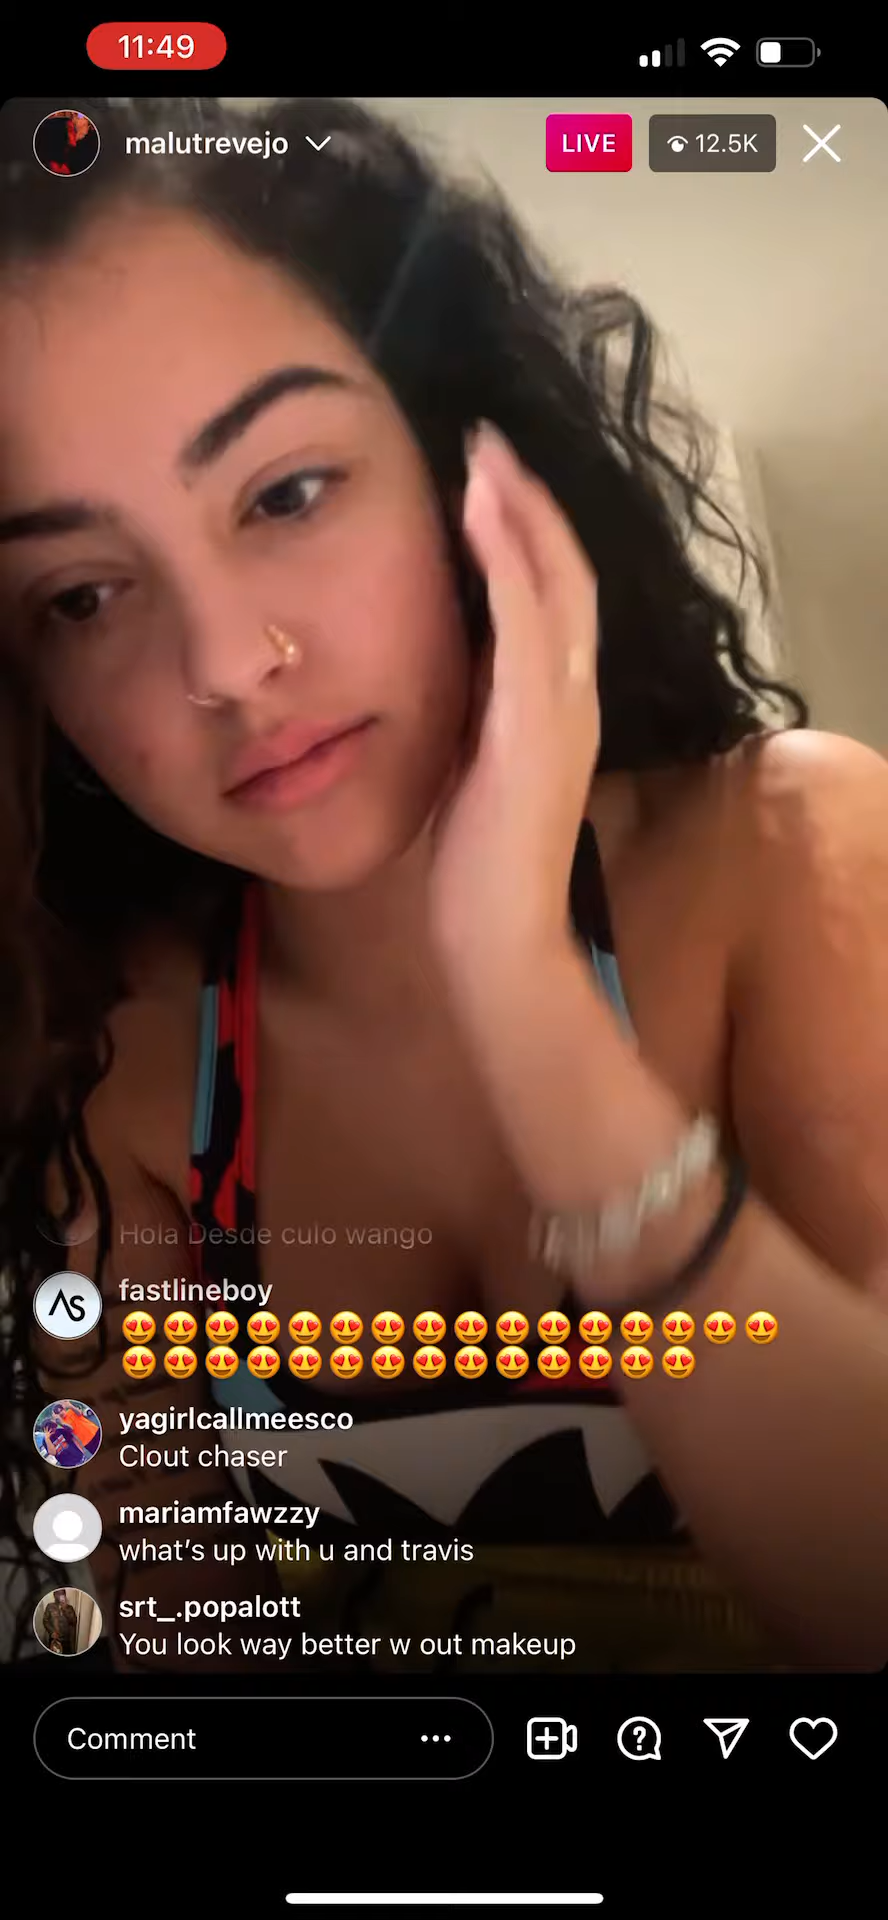 11:49
malutrevejo
LIVE
12.5K
Hola Desde culo wango
fastlineboy
😍😍😍😍😍😍😍😍😍😍😍😍😍😍😍😍
😍😍😍😍😍😍😍😍😍😍😍😍😍😍
yagirlcallmeesco
Clout chaser
mariamfawzzy
what's up with u and travis
srt_.popalott
You look way better w out makeup
Comment